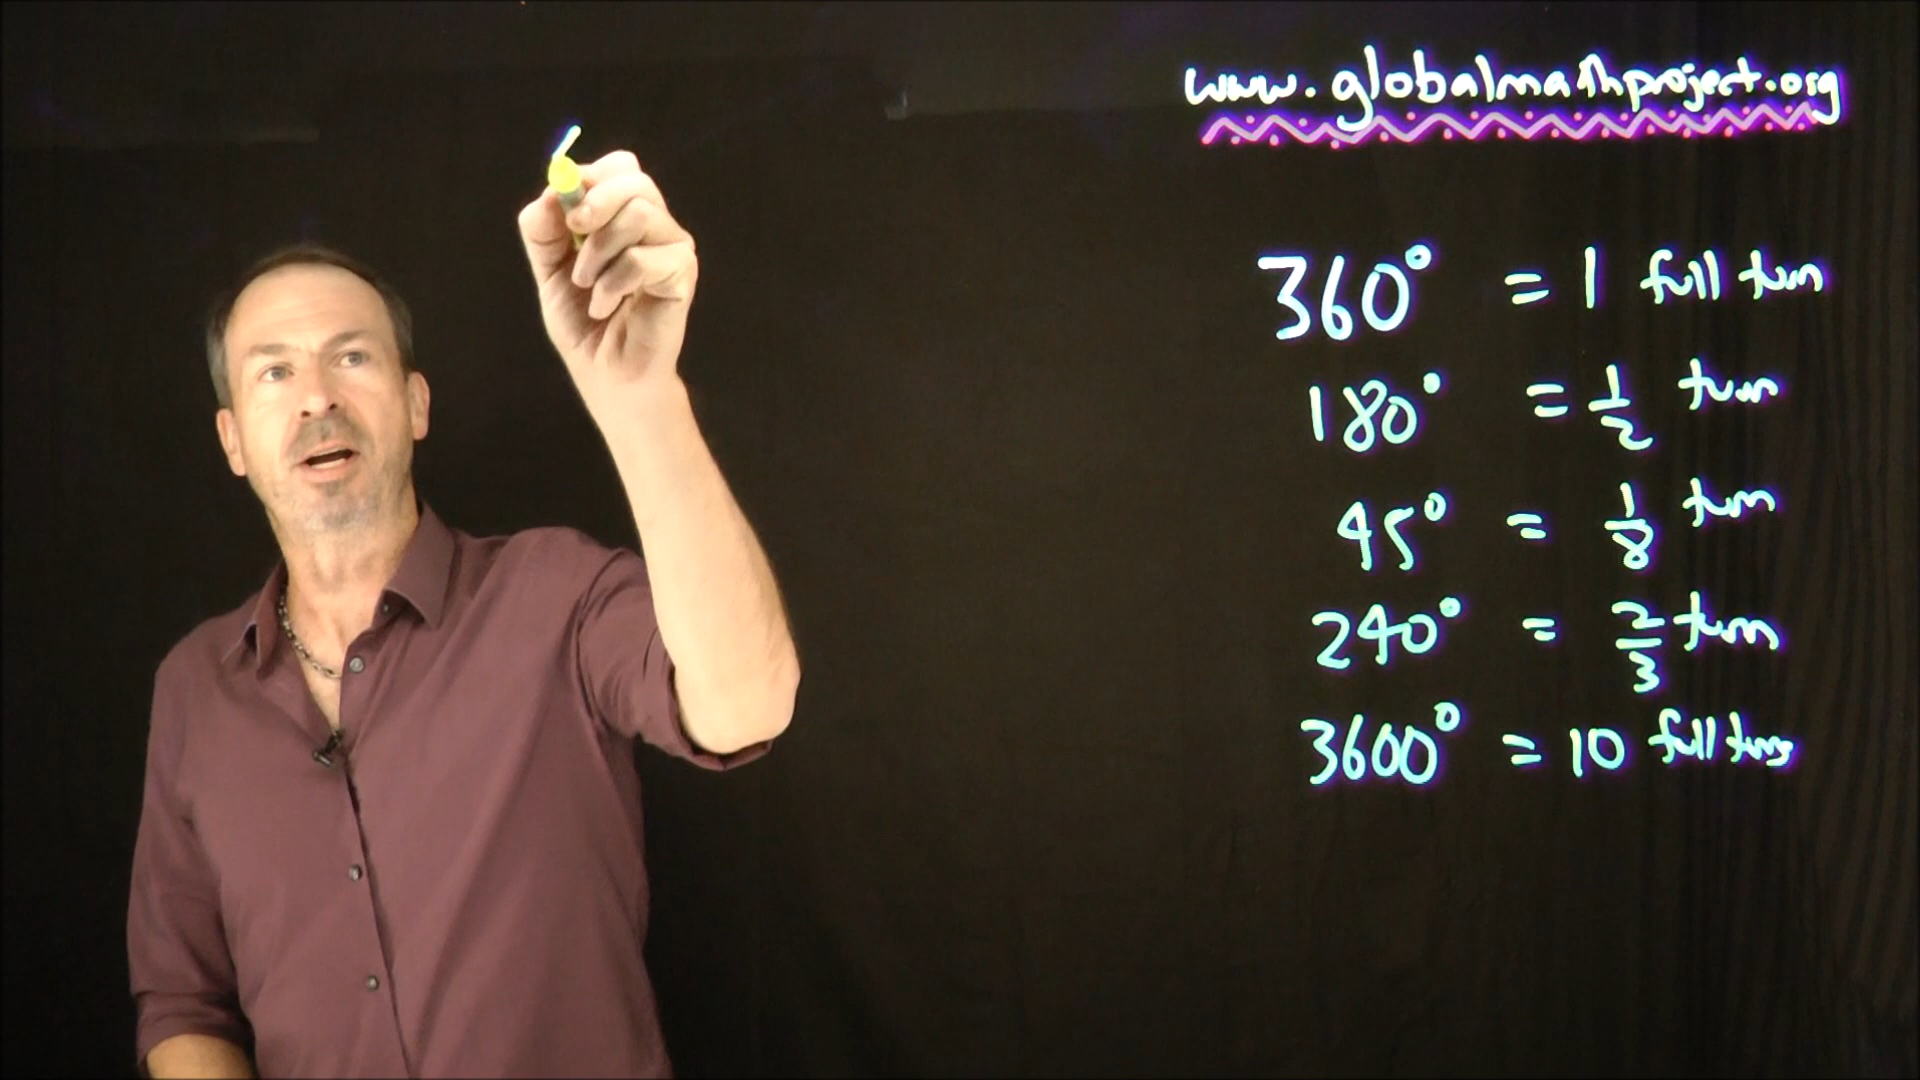 www.globalmathproject.org
360° = 1 full turn
180° = 1/2 turn
45° = 1/8 turn
240° = 2/3 turn
3600° = 10 full turns